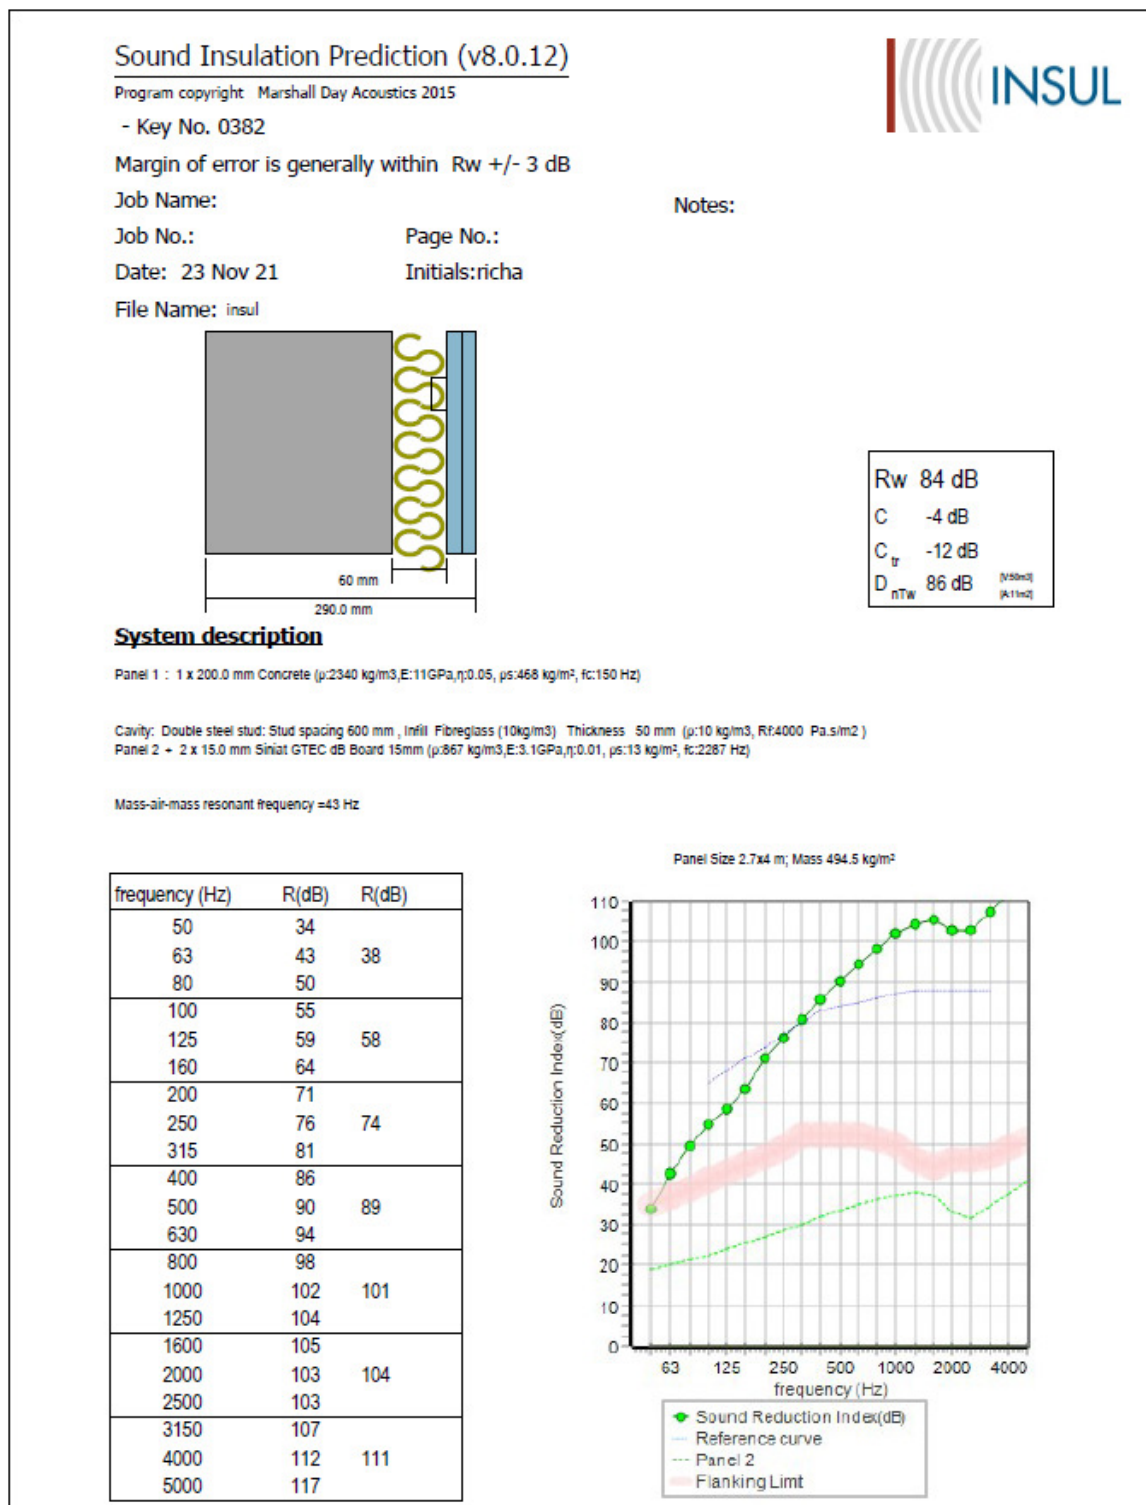 Sound Insulation Prediction (v8.0.12)
INSUL
Program copyright Marshall Day Acoustics 2015
- Key No. 0382
Margin of error is generally within Rw +/- 3 dB
Job Name:
Notes:
Job No.: Page No.:
Date: 23 Nov 21 Initials:richa
File Name: insul
60 mm
290.0 mm
Rw 84 dB
C -4 dB
Ctr -12 dB
DnTw 86 dB [V:50m3]
[A:11m2]
System description
Panel 1 : 1 x 200.0 mm Concrete (ρ:2340 kg/m3,E:11GPa,η:0.05, ρs:468 kg/m², fc:150 Hz)
Cavity: Double steel stud: Stud spacing 600 mm , Infill Fibreglass (10kg/m3) Thickness 50 mm (ρ:10 kg/m3, Rf:4000 Pa.s/m2 )
Panel 2 + 2 x 15.0 mm Siniat GTEC dB Board 15mm (ρ:867 kg/m3,E:3.1GPa,η:0.01, ρs:13 kg/m², fc:2287 Hz)
Mass-air-mass resonant frequency =43 Hz
frequency (Hz) R(dB) R(dB)
50 34
63 43 38
80 50
100 55
125 59 58
160 64
200 71
250 76 74
315 81
400 86
500 90 89
630 94
800 98
1000 102 101
1250 104
1600 105
2000 103 104
2500 103
3150 107
4000 112 111
5000 117
Panel Size 2.7x4 m; Mass 494.5 kg/m²
Sound Reduction Index(dB)
110
100
90
80
70
60
50
40
30
20
10
0
63 125 250 500 1000 2000 4000
frequency (Hz)
Sound Reduction Index(dB)
Reference curve
Panel 2
Flanking Limit